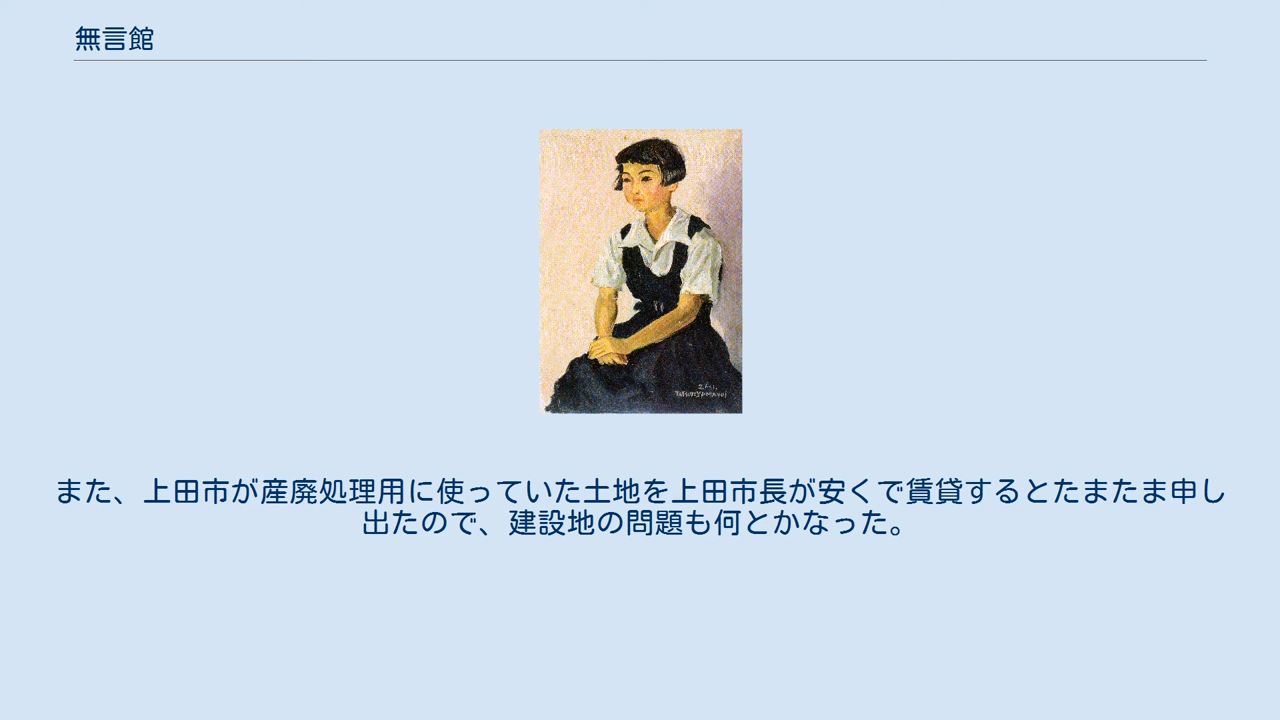 無言館
また、上田市が産廃処理用に使っていた土地を上田市長が安くで賃貸するとたまたま申し
出たので、建設地の問題も何とかなった。